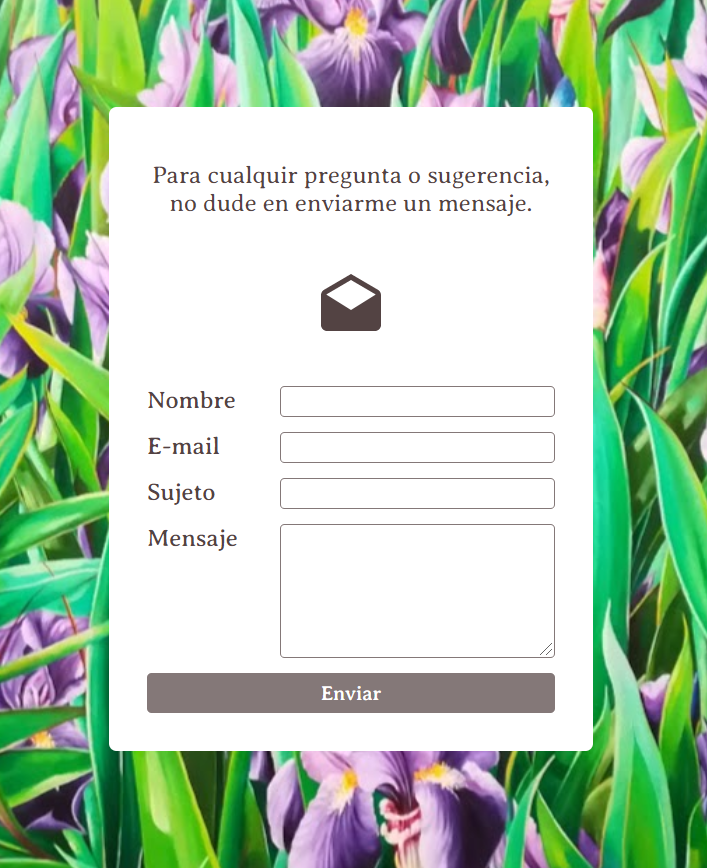 Para cualquir pregunta o sugerencia,
no dude en enviarme un mensaje.
Nombre
E-mail
Sujeto
Mensaje
Enviar